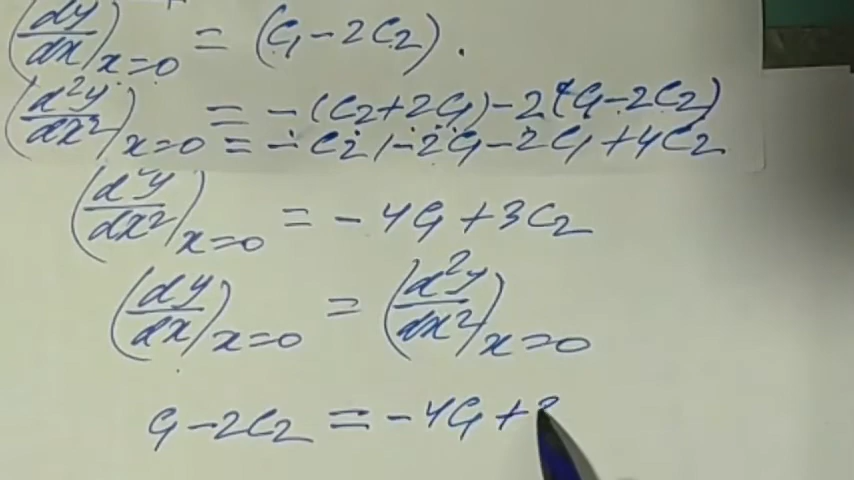 (dy/dx)x=0 = (C1-2C2).
(d²y/dx²)x=0 = -(C2+2C1)-2(C1-2C2)
= -C2-2C1-2C1+4C2
(d²y/dx²)x=0 = -4C1+3C2
(dy/dx)x=0 = (d²y/dx²)x=0
C1-2C2 = -4C1+3